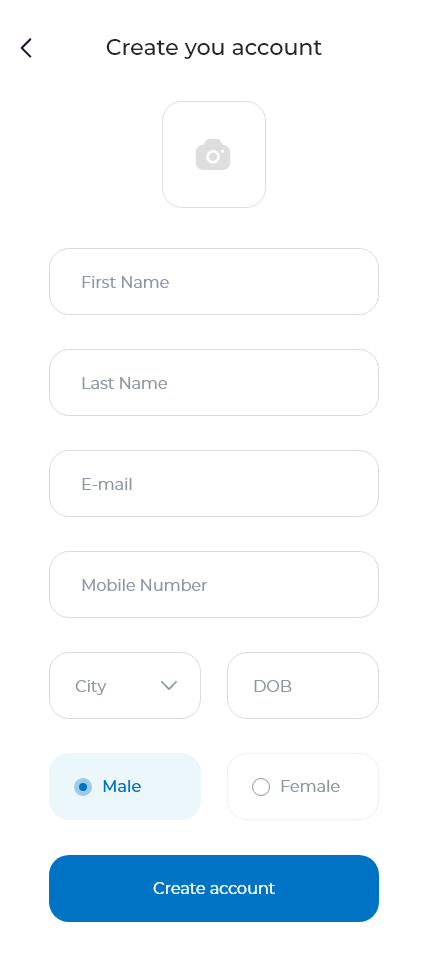 Create you account
First Name
Last Name
E-mail
Mobile Number
City
DOB
Male
Female
Create account